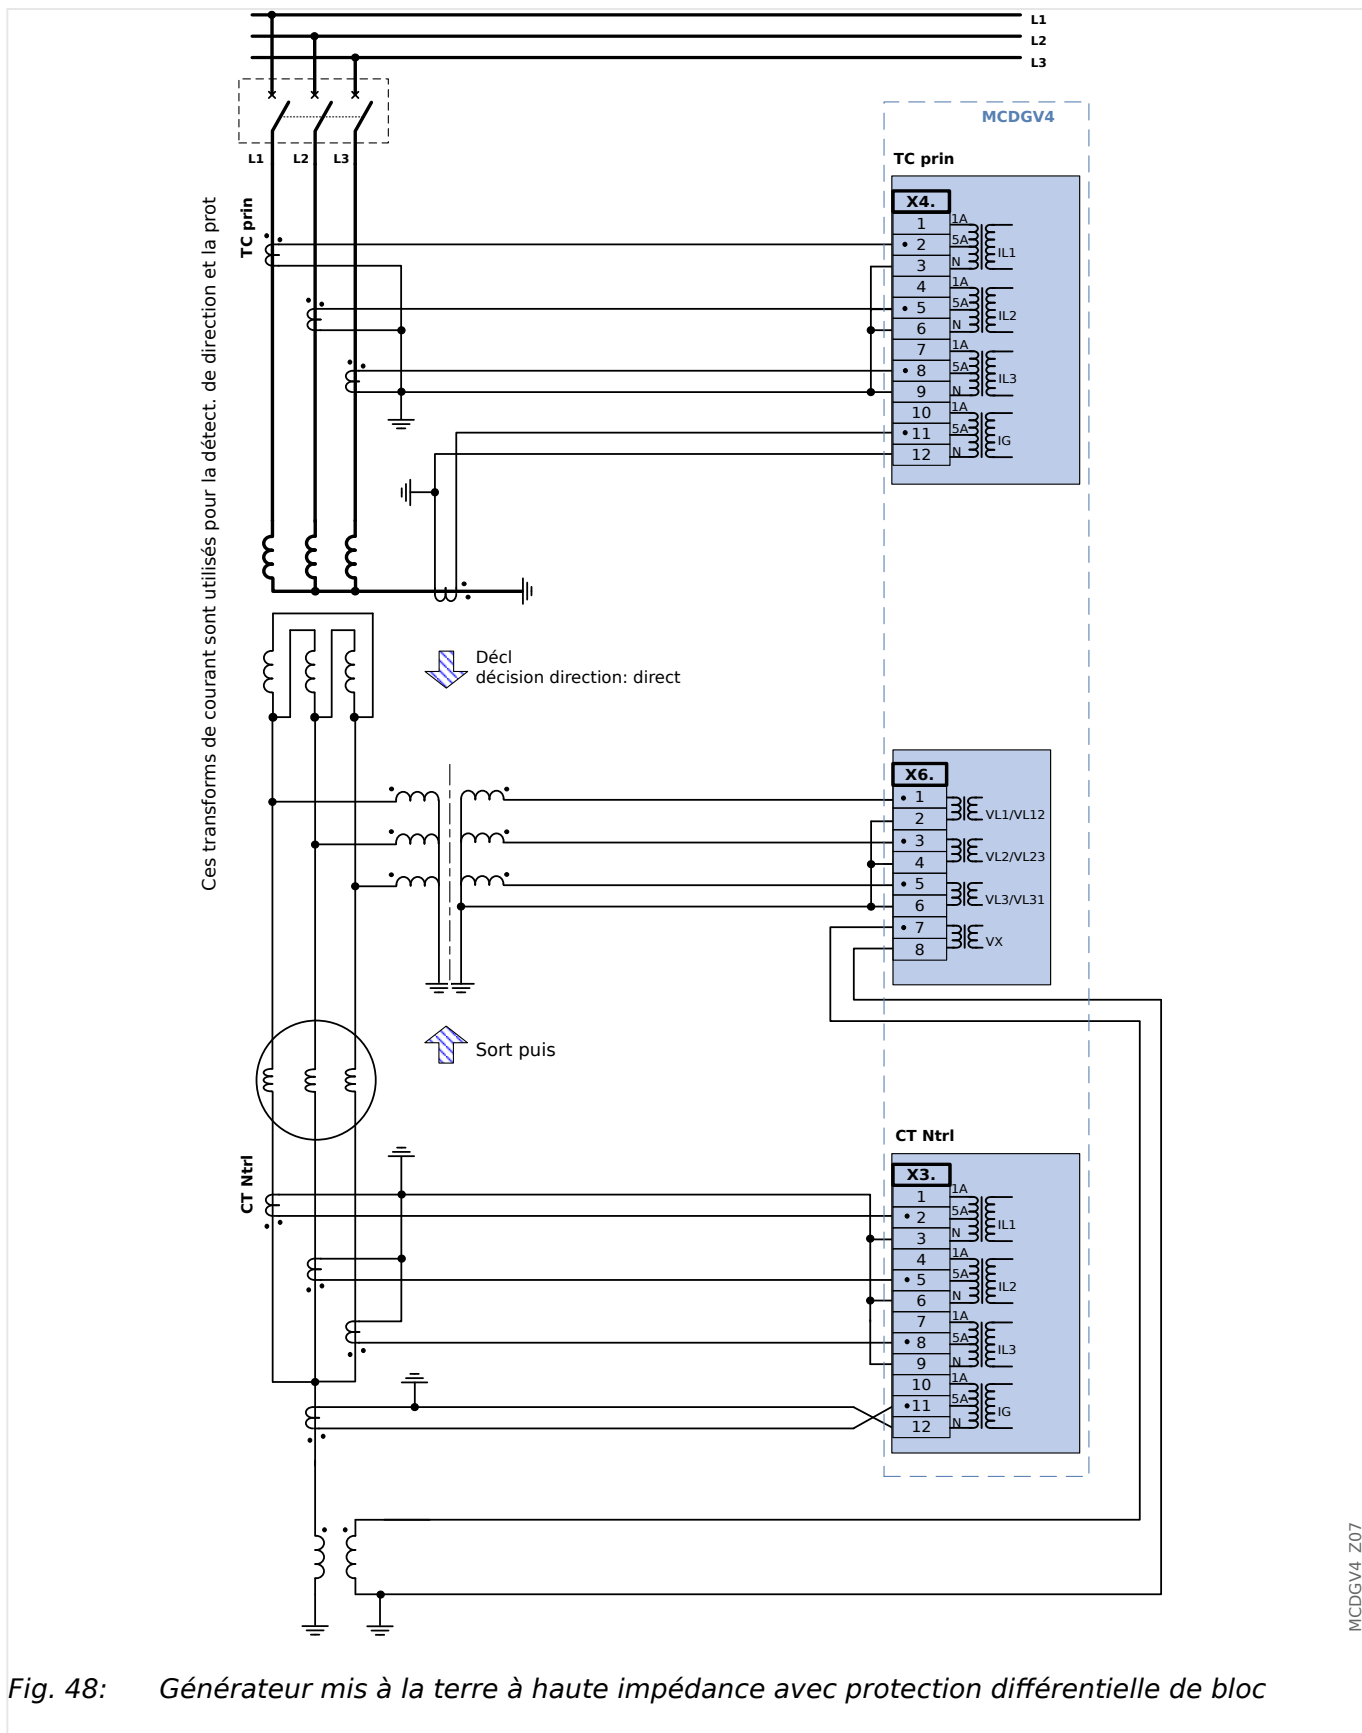 L1
L2
L3
L1
L2
L3
MCDGV4
TC prin
TC prin
Ces transforms de courant sont utilisés pour la détect. de direction et la prot
X4.
1
2
3
4
5
6
7
8
9
10
11
12
1A
5A
N
IL1
1A
5A
N
IL2
1A
5A
N
IL3
1A
5A
N
IG
Décl
décision direction: direct
X6.
1
2
3
4
5
6
7
8
VL1/VL12
VL2/VL23
VL3/VL31
VX
Sort puis
CT Ntrl
CT Ntrl
X3.
1
2
3
4
5
6
7
8
9
10
11
12
1A
5A
N
IL1
1A
5A
N
IL2
1A
5A
N
IL3
1A
5A
N
IG
MCDGV4_Z07
Fig. 48: Générateur mis à la terre à haute impédance avec protection différentielle de bloc